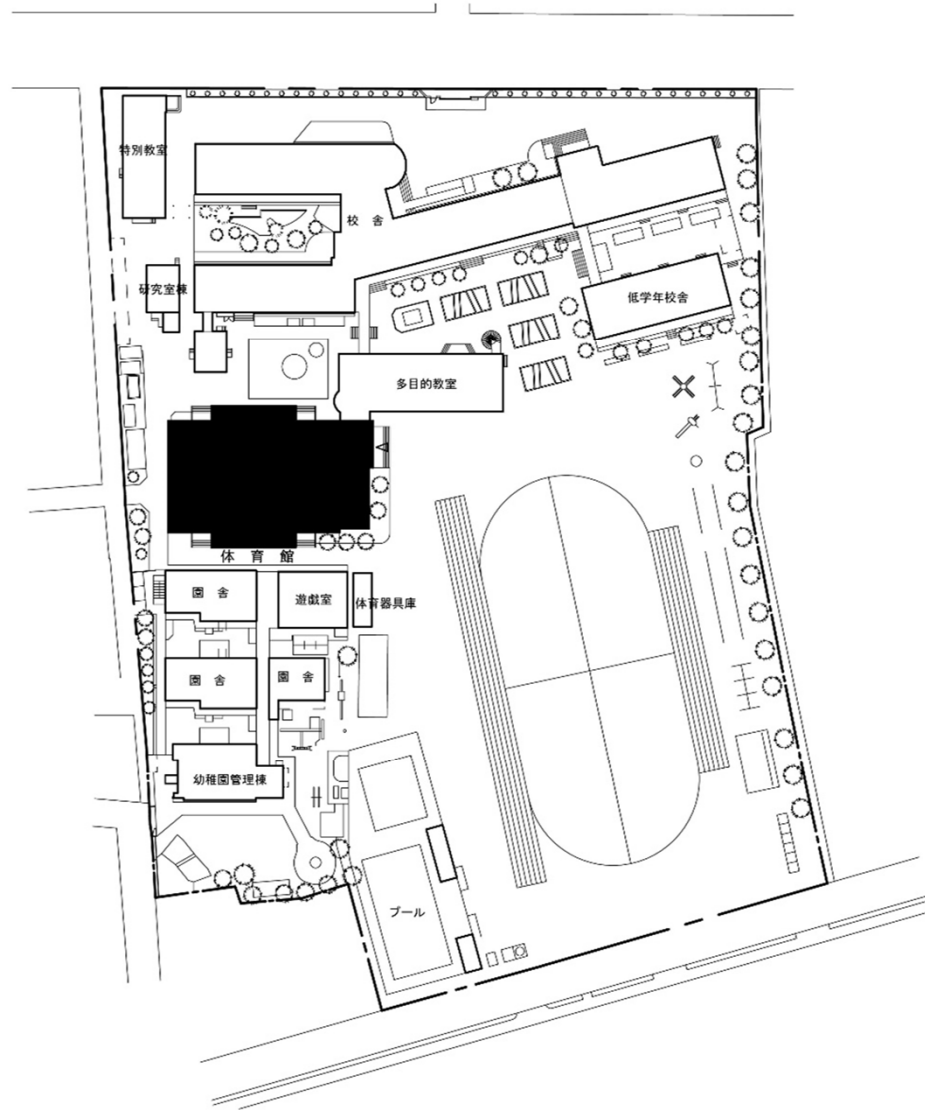 特別教室
校 舎
研究室棟
低学年校舎
多目的教室
体 育 館
園 舎
遊戯室
体育器具庫
園 舎
園 舎
幼稚園管理棟
プール